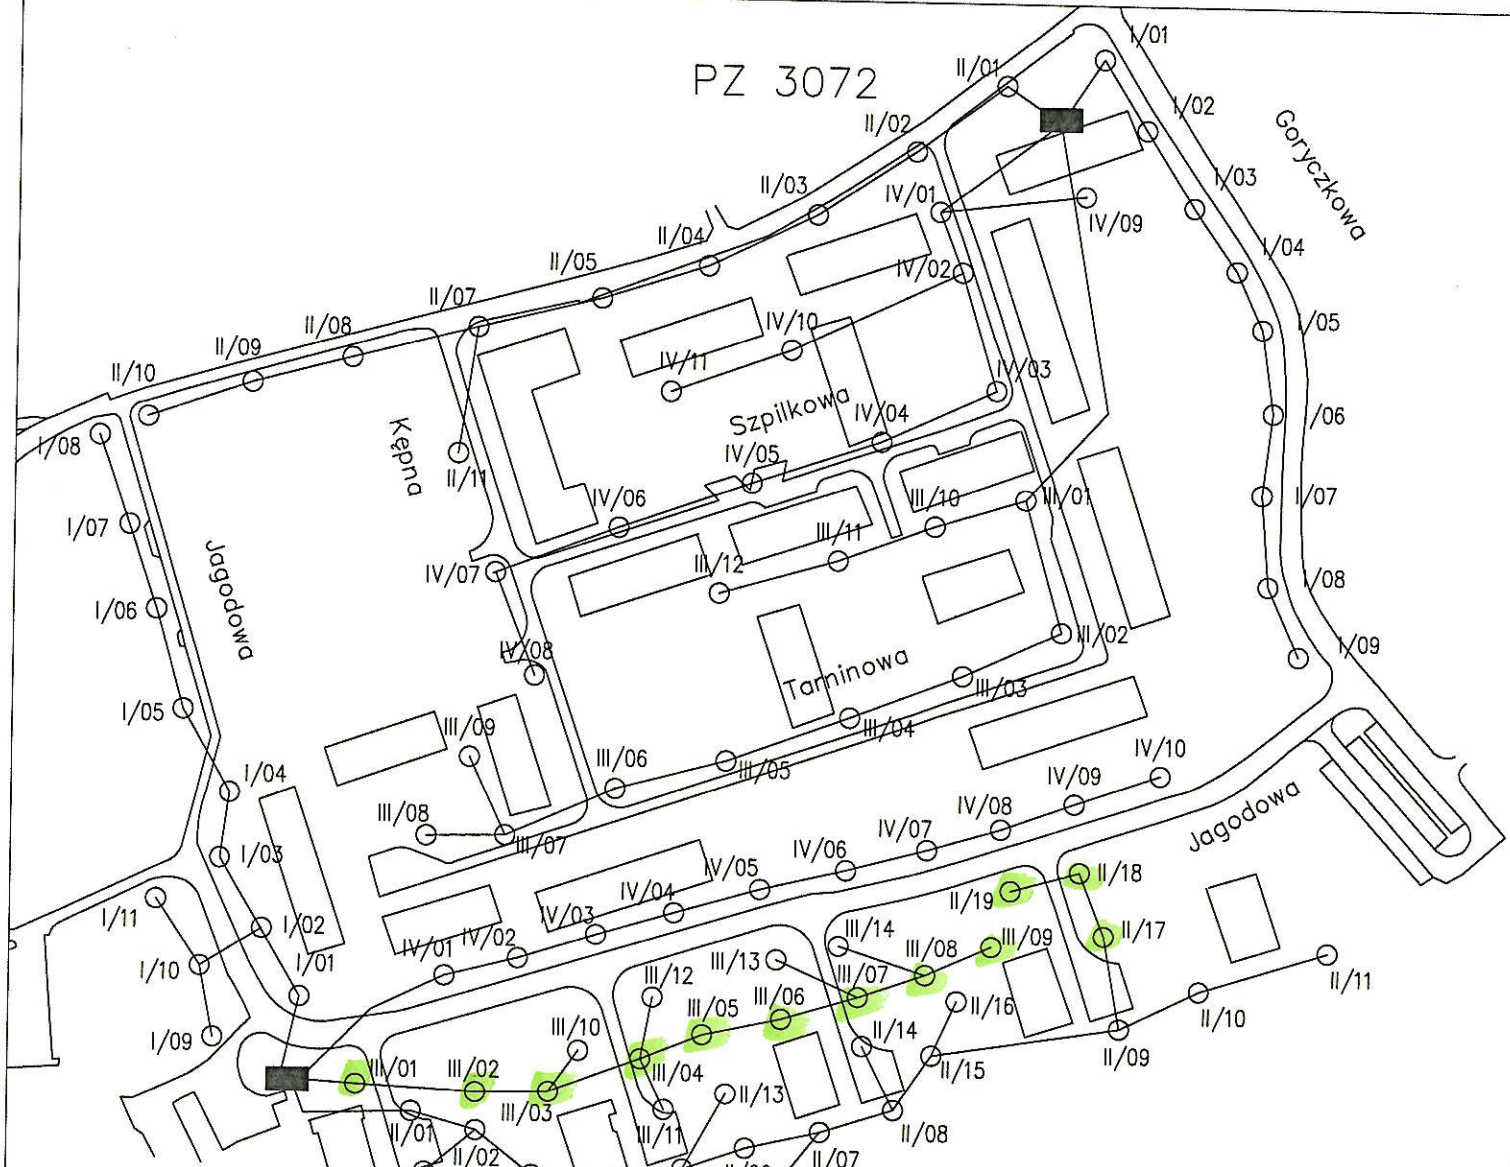 PZ 3072
I/01
II/01
I/02
II/02
Goryczkowa
I/03
II/03
IV/01
IV/09
II/04
I/04
II/05
IV/02
II/07
II/08
IV/10
I/05
II/09
IV/11
II/10
IV/03
Szpilkowa
IV/04
I/06
I/08
Kępna
II/11
IV/05
I/07
I/07
IV/06
III/10
III/01
III/11
III/12
IV/07
Jagodowa
I/08
I/06
III/02
IV/08
I/09
Tarninowa
III/03
I/05
III/04
III/09
III/06
III/05
IV/10
I/04
IV/09
Jagodowa
IV/08
III/08
III/07
IV/07
I/03
IV/06
IV/05
II/18
IV/04
II/19
I/11
I/02
IV/03
III/14
II/17
IV/02
IV/01
III/08
III/09
I/10
I/01
III/13
III/12
III/07
II/11
III/06
II/16
III/05
II/10
I/09
III/10
II/14
II/09
III/04
II/15
III/01
III/02
II/13
III/03
III/11
II/01
II/08
II/02
II/07